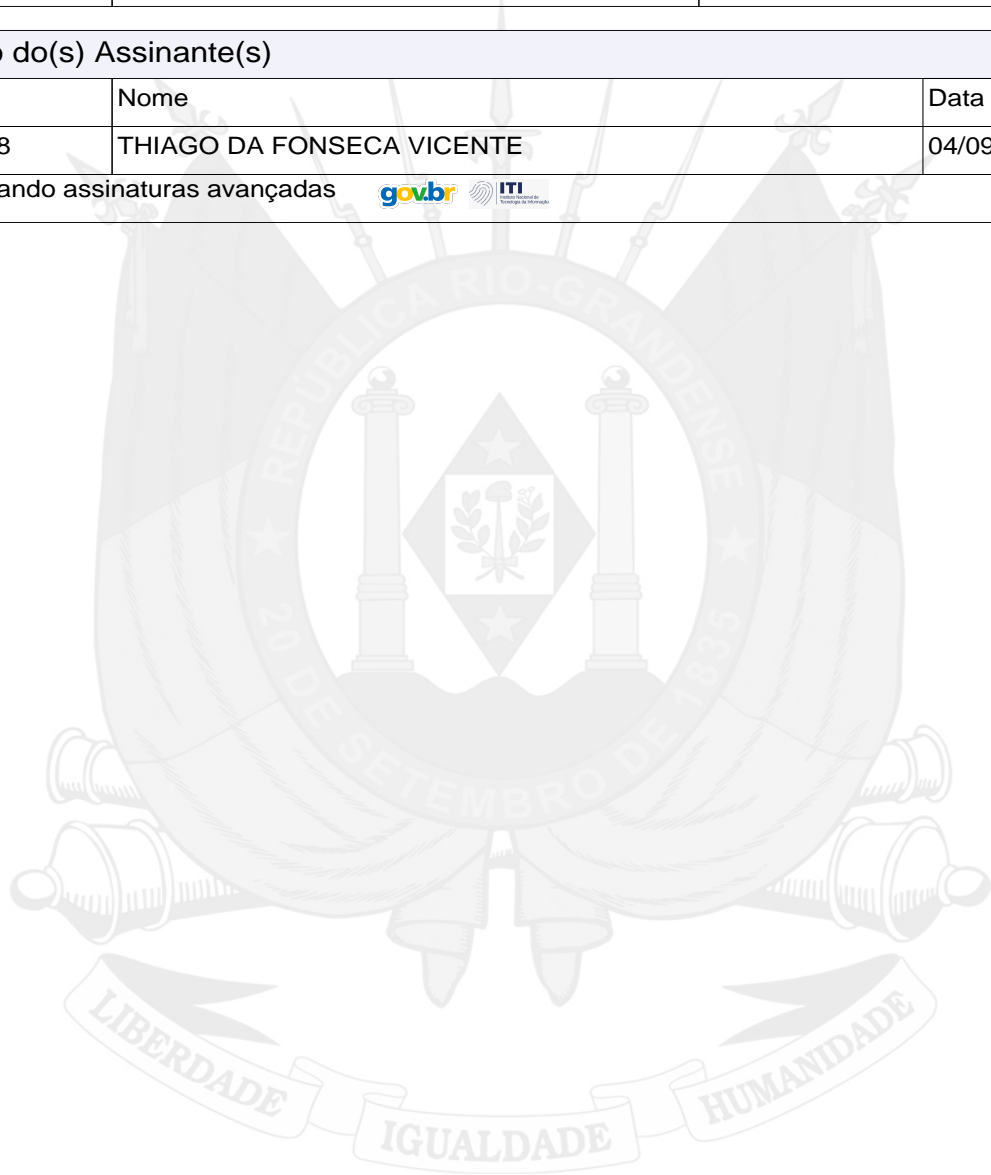 o do(s) Assinante(s)
Nome Data
8 THIAGO DA FONSECA VICENTE 04/09
ando assinaturas avançadas gov.br ITI
REPÚBLICA RIO-GRANDENSE
20 DE SETEMBRO DE 1835
LIBERDADE IGUALDADE HUMANIDADE